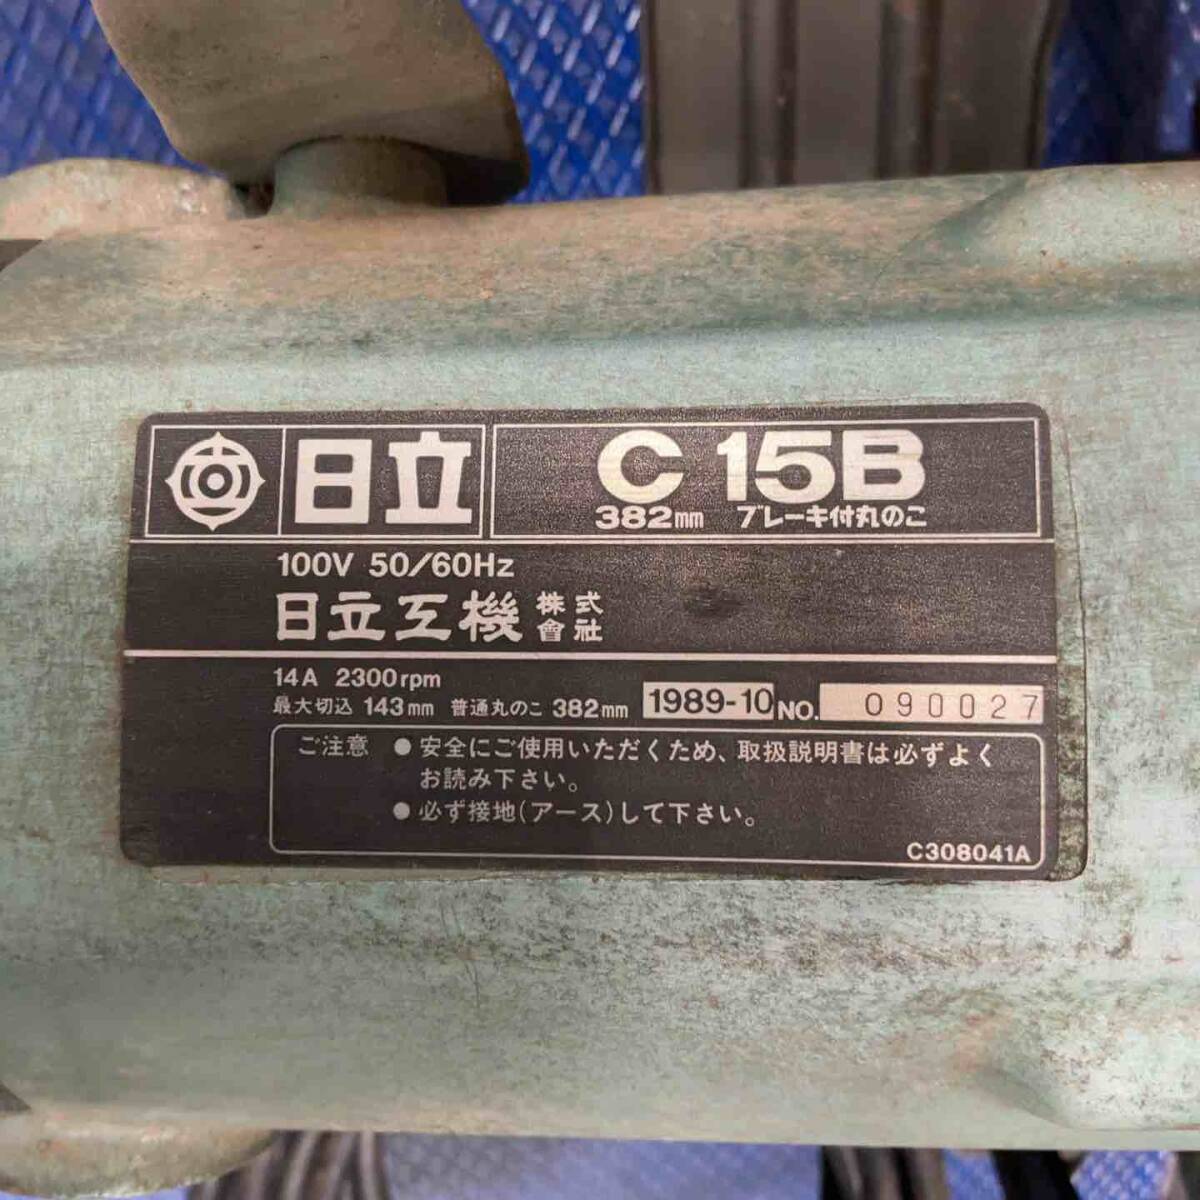 日立
C 15B
382mm ブレーキ付丸のこ
100V 50/60Hz
日立工機 株式會社
14A 2300rpm
最大切込 143mm 普通丸のこ 382mm 1989-10 NO. 090027
ご注意 ● 安全にご使用いただくため、取扱説明書は必ずよく
お読み下さい。
● 必ず接地(アース)して下さい。
C308041A